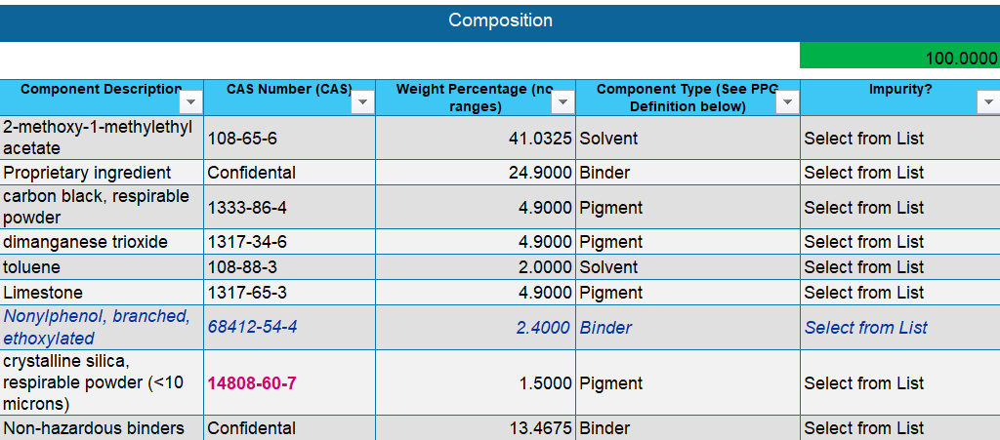 Composition
100.0000
Component Description CAS Number (CAS) Weight Percentage (no ranges) Component Type (See PPG Definition below) Impurity?
2-methoxy-1-methylethyl acetate 108-65-6 41.0325 Solvent Select from List
Proprietary ingredient Confidental 24.9000 Binder Select from List
carbon black, respirable powder 1333-86-4 4.9000 Pigment Select from List
dimanganese trioxide 1317-34-6 4.9000 Pigment Select from List
toluene 108-88-3 2.0000 Solvent Select from List
Limestone 1317-65-3 4.9000 Pigment Select from List
Nonylphenol, branched, ethoxylated 68412-54-4 2.4000 Binder Select from List
crystalline silica, respirable powder (<10 microns) 14808-60-7 1.5000 Pigment Select from List
Non-hazardous binders Confidental 13.4675 Binder Select from List